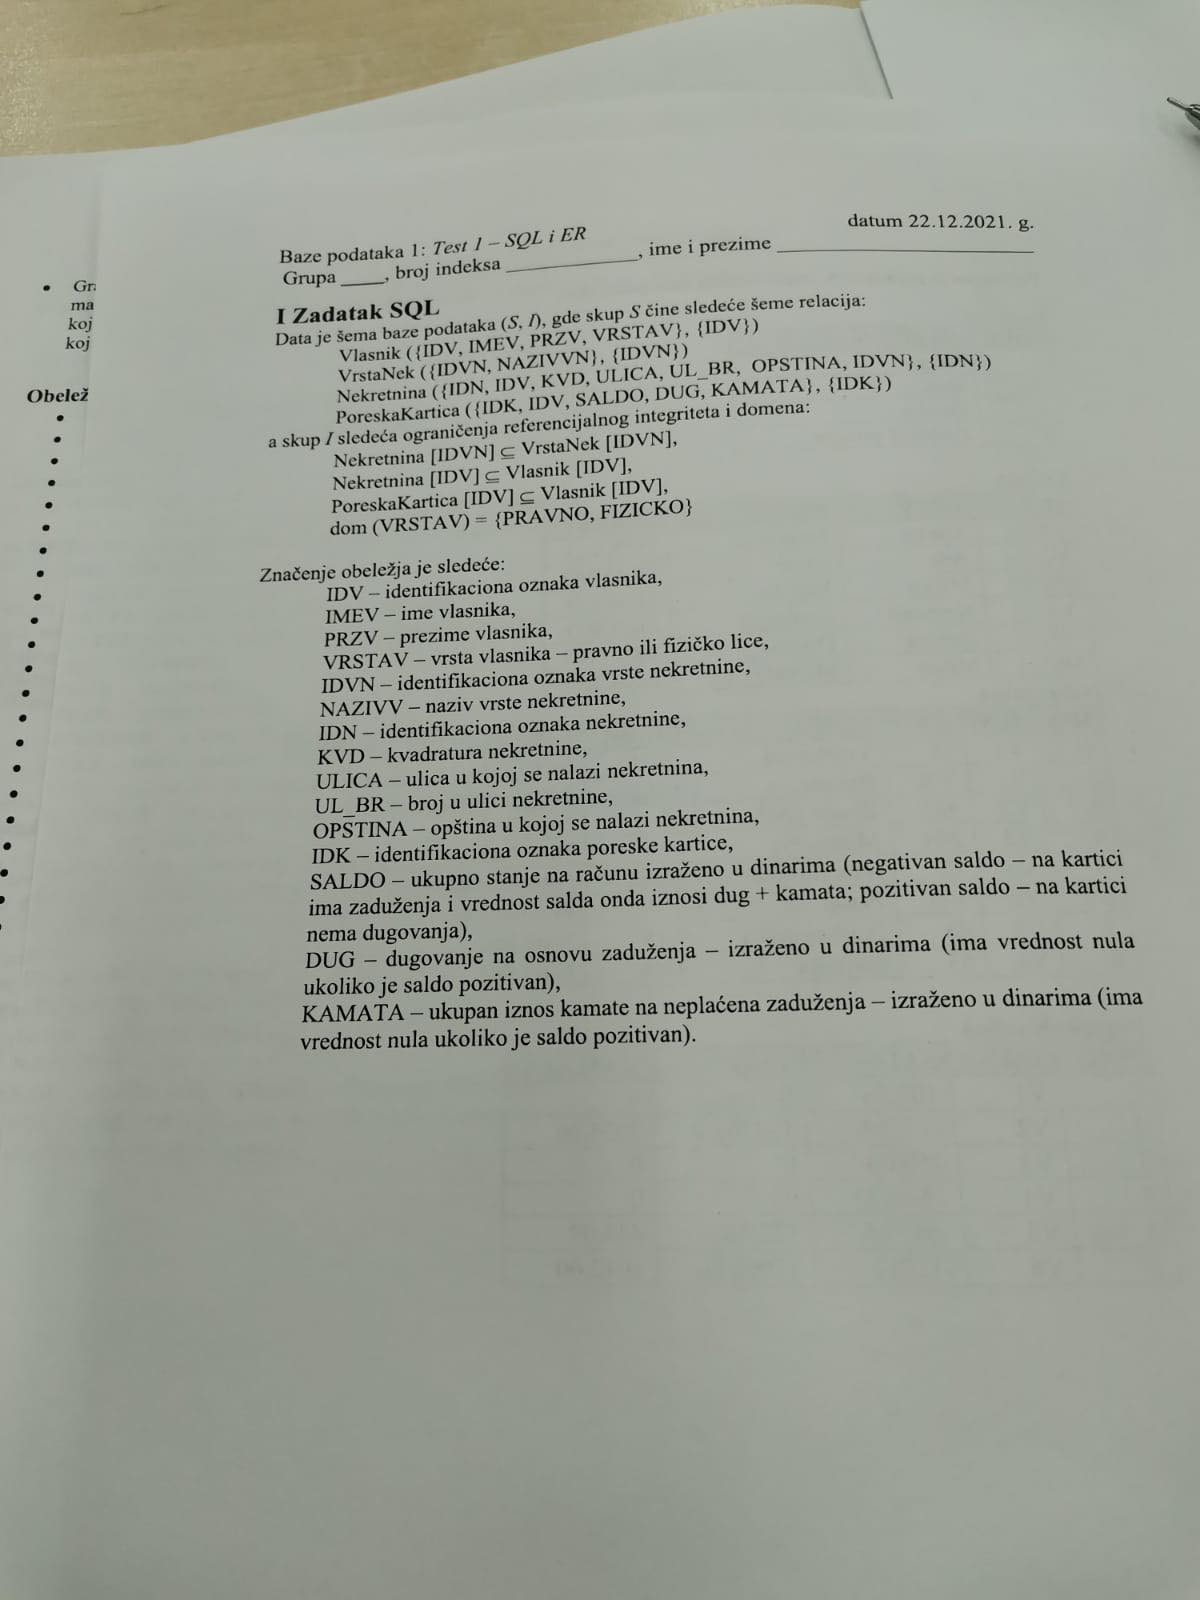 Baze podataka 1: Test 1 – SQL i ER
datum 22.12.2021. g.
Grupa ____, broj indeksa ____________, ime i prezime ________________________
I Zadatak SQL
Data je šema baze podataka (S, I), gde skup S čine sledeće šeme relacija:
Vlasnik ({IDV, IMEV, PRZV, VRSTAV}, {IDV})
VrstaNek ({IDVN, NAZIVVN}, {IDVN})
Nekretnina ({IDN, IDV, KVD, ULICA, UL_BR, OPSTINA, IDVN}, {IDN})
PoreskaKartica ({IDK, IDV, SALDO, DUG, KAMATA}, {IDK})
a skup I sledeća ograničenja referencijalnog integriteta i domena:
Nekretnina [IDVN] ⊆ VrstaNek [IDVN],
Nekretnina [IDV] ⊆ Vlasnik [IDV],
PoreskaKartica [IDV] ⊆ Vlasnik [IDV],
dom (VRSTAV) = {PRAVNO, FIZICKO}
Značenje obeležja je sledeće:
IDV – identifikaciona oznaka vlasnika,
IMEV – ime vlasnika,
PRZV – prezime vlasnika,
VRSTAV – vrsta vlasnika – pravno ili fizičko lice,
IDVN – identifikaciona oznaka vrste nekretnine,
NAZIVV – naziv vrste nekretnine,
IDN – identifikaciona oznaka nekretnine,
KVD – kvadratura nekretnine,
ULICA – ulica u kojoj se nalazi nekretnina,
UL_BR – broj u ulici nekretnine,
OPSTINA – opština u kojoj se nalazi nekretnina,
IDK – identifikaciona oznaka poreske kartice,
SALDO – ukupno stanje na računu izraženo u dinarima (negativan saldo – na kartici
ima zaduženja i vrednost salda onda iznosi dug + kamata; pozitivan saldo – na kartici
nema dugovanja),
DUG – dugovanje na osnovu zaduženja – izraženo u dinarima (ima vrednost nula
ukoliko je saldo pozitivan),
KAMATA – ukupan iznos kamate na neplaćena zaduženja – izraženo u dinarima (ima
vrednost nula ukoliko je saldo pozitivan).
• Gr
ma
koj
koj
Obelež